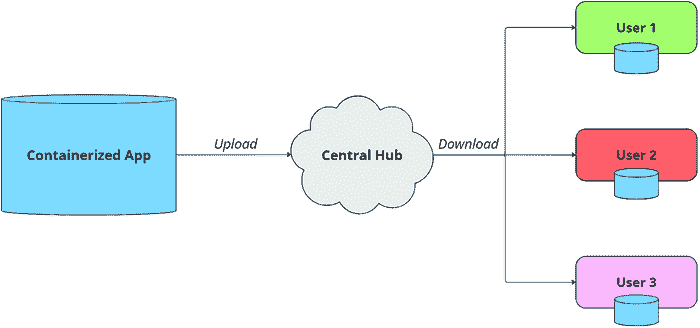 User 1
Containerized App
Upload
Central Hub
Download
User 2
User 3